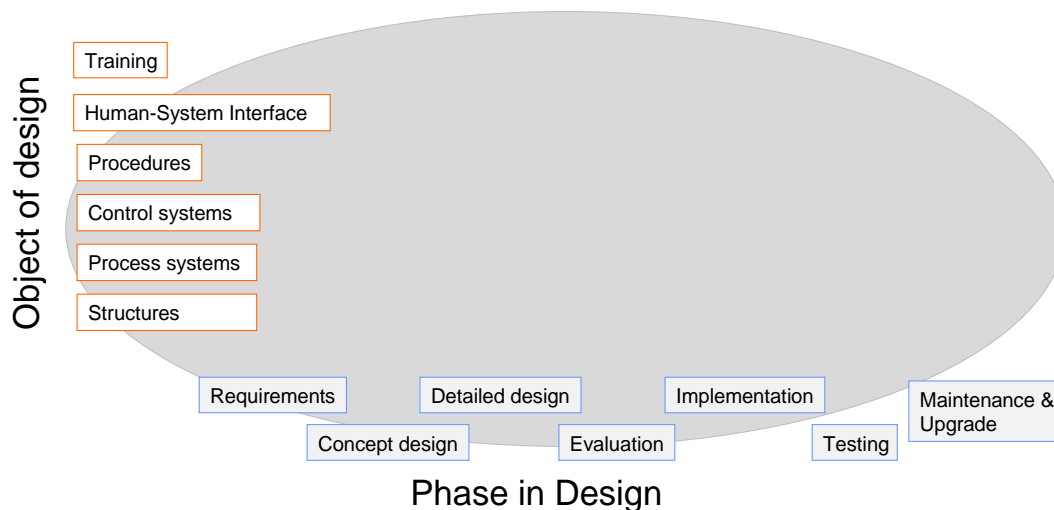 Object of design
Training
Human-System Interface
Procedures
Control systems
Process systems
Structures
Requirements
Detailed design
Implementation
Maintenance &
Upgrade
Concept design
Evaluation
Testing
Phase in Design